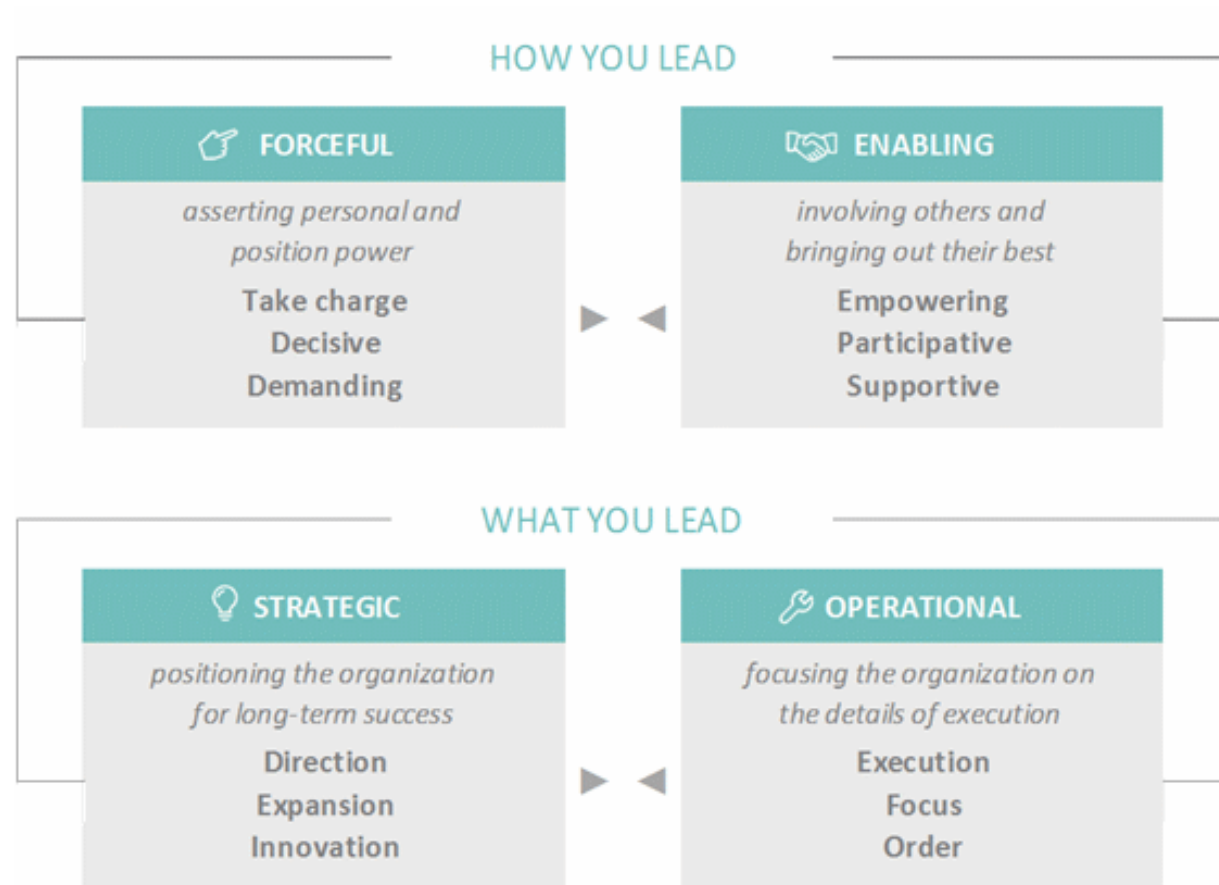 HOW YOU LEAD
FORCEFUL
asserting personal and
position power
Take charge
Decisive
Demanding
ENABLING
involving others and
bringing out their best
Empowering
Participative
Supportive
WHAT YOU LEAD
STRATEGIC
positioning the organization
for long-term success
Direction
Expansion
Innovation
OPERATIONAL
focusing the organization on
the details of execution
Execution
Focus
Order